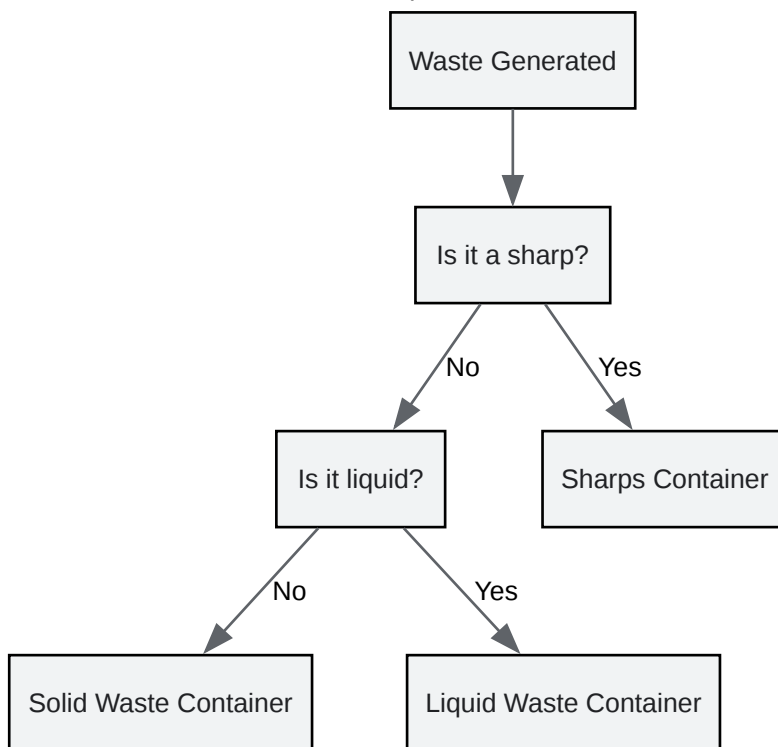 Waste Generated
Is it a sharp?
No
Yes
Is it liquid?
Sharps Container
No
Yes
Solid Waste Container
Liquid Waste Container